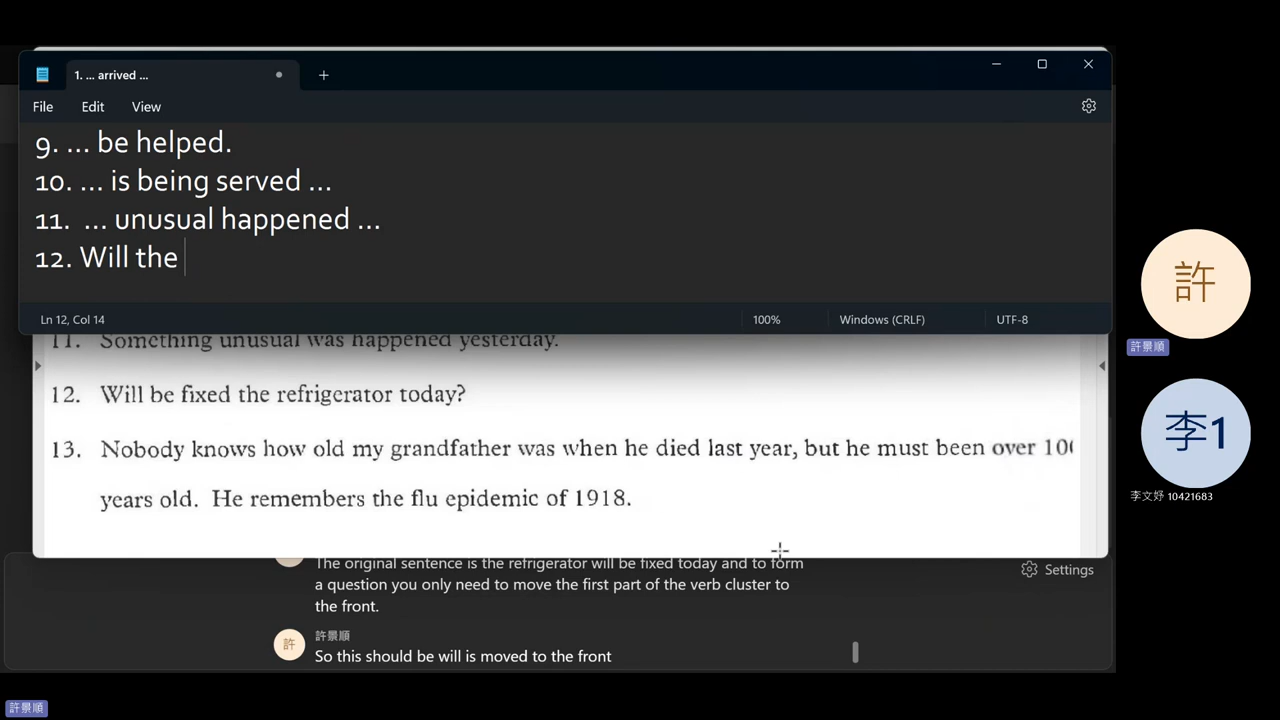 1. ... arrived ...
File Edit View
9. ... be helped.
10. ... is being served ...
11. ... unusual happened ...
12. Will the
Ln 12, Col 14 100% Windows (CRLF) UTF-8
11. Something unusual was happened yesterday.
12. Will be fixed the refrigerator today?
13. Nobody knows how old my grandfather was when he died last year, but he must been over 100
years old. He remembers the flu epidemic of 1918.
The original sentence is the refrigerator will be fixed today and to form
a question you only need to move the first part of the verb cluster to
the front.
許景順
許
So this should be will is moved to the front
Settings
許
許景順
李1
李文妤 10421683
許景順